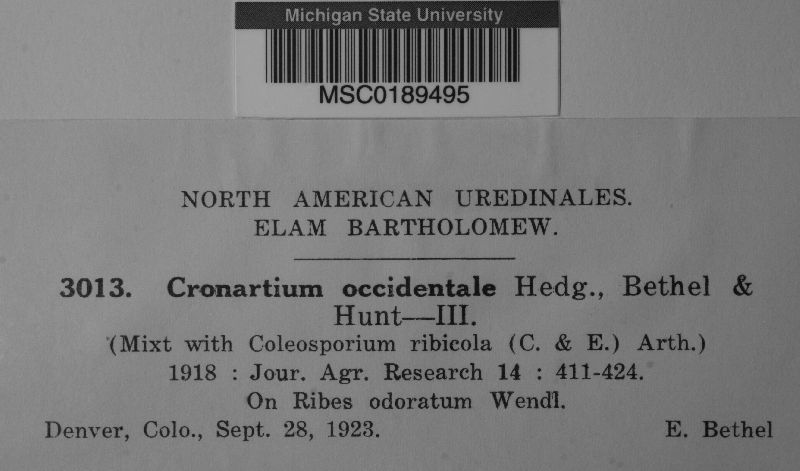 Michigan State University
MSC0189495
NORTH AMERICAN UREDINALES.
ELAM BARTHOLOMEW.
3013. Cronartium occidentale Hedg., Bethel &
Hunt—III.
(Mixt with Coleosporium ribicola (C. & E.) Arth.)
1918 : Jour. Agr. Research 14 : 411-424.
On Ribes odoratum Wendl.
Denver, Colo., Sept. 28, 1923. E. Bethel